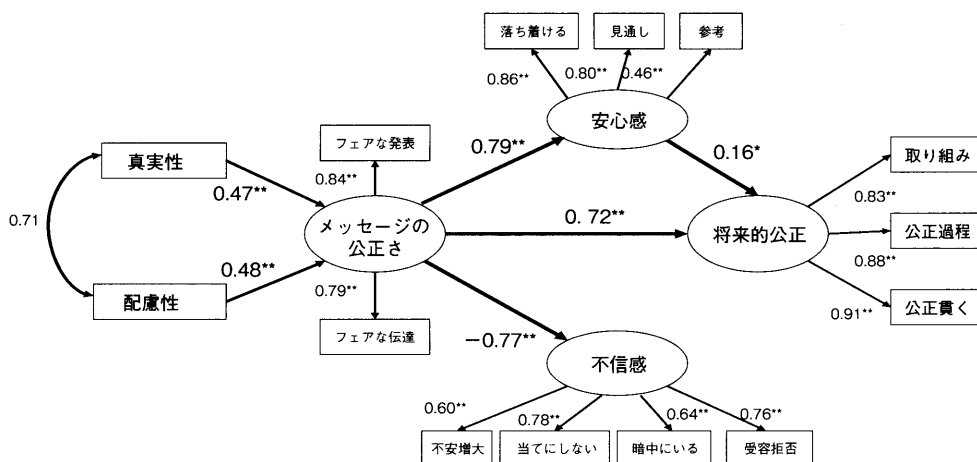 落ち着ける
見通し
参考
0.86**
0.80**
0.46**
安心感
フェアな発表
0.79**
0.16*
取り組み
真実性
0.84**
0.83**
0.47**
0.71
メッセージの
公正さ
0.72**
将来的公正
公正過程
0.88**
0.48**
配慮性
0.79**
0.91**
公正貫く
フェアな伝達
−0.77**
不信感
0.60**
0.78**
0.64**
0.76**
不安増大
当てにしない
暗中にいる
受容拒否